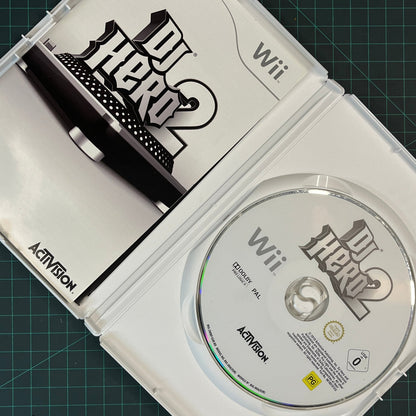 DJ
HERO
2
Wii
ACTIVISION
DJ
HERO
2
Wii
DOLBY
PAL
ACTIVISION
PG
0